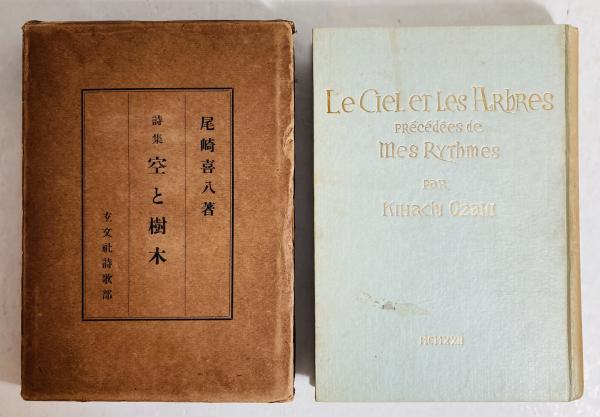 尾崎喜八著
詩集 空と樹木
玄文社詩歌部
Le Ciel et les Arbres
précédées de
Mes Rythmes
par
Kihachi Ozaki
MCMXXII